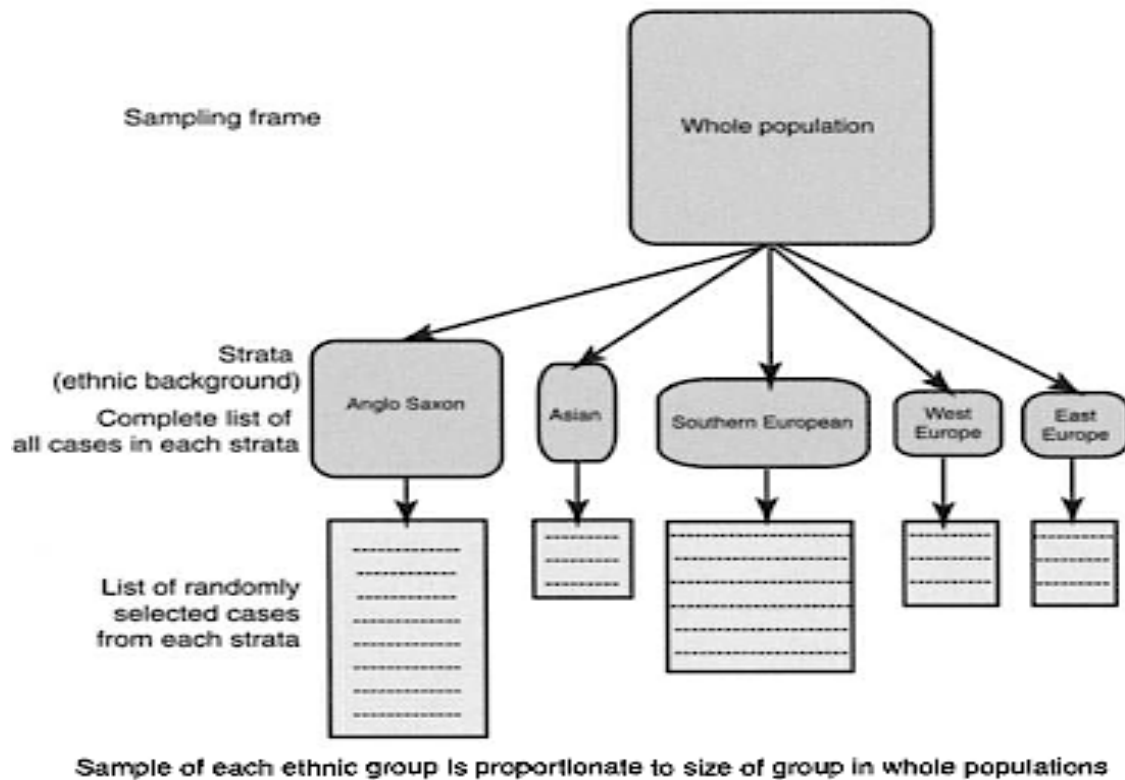 Sampling frame
Whole population
Strata
(ethnic background)
Complete list of
all cases in each strata
Anglo Saxon
Asian
Southern European
West
Europe
East
Europe
List of randomly
selected cases
from each strata
Sample of each ethnic group is proportionate to size of group in whole populations